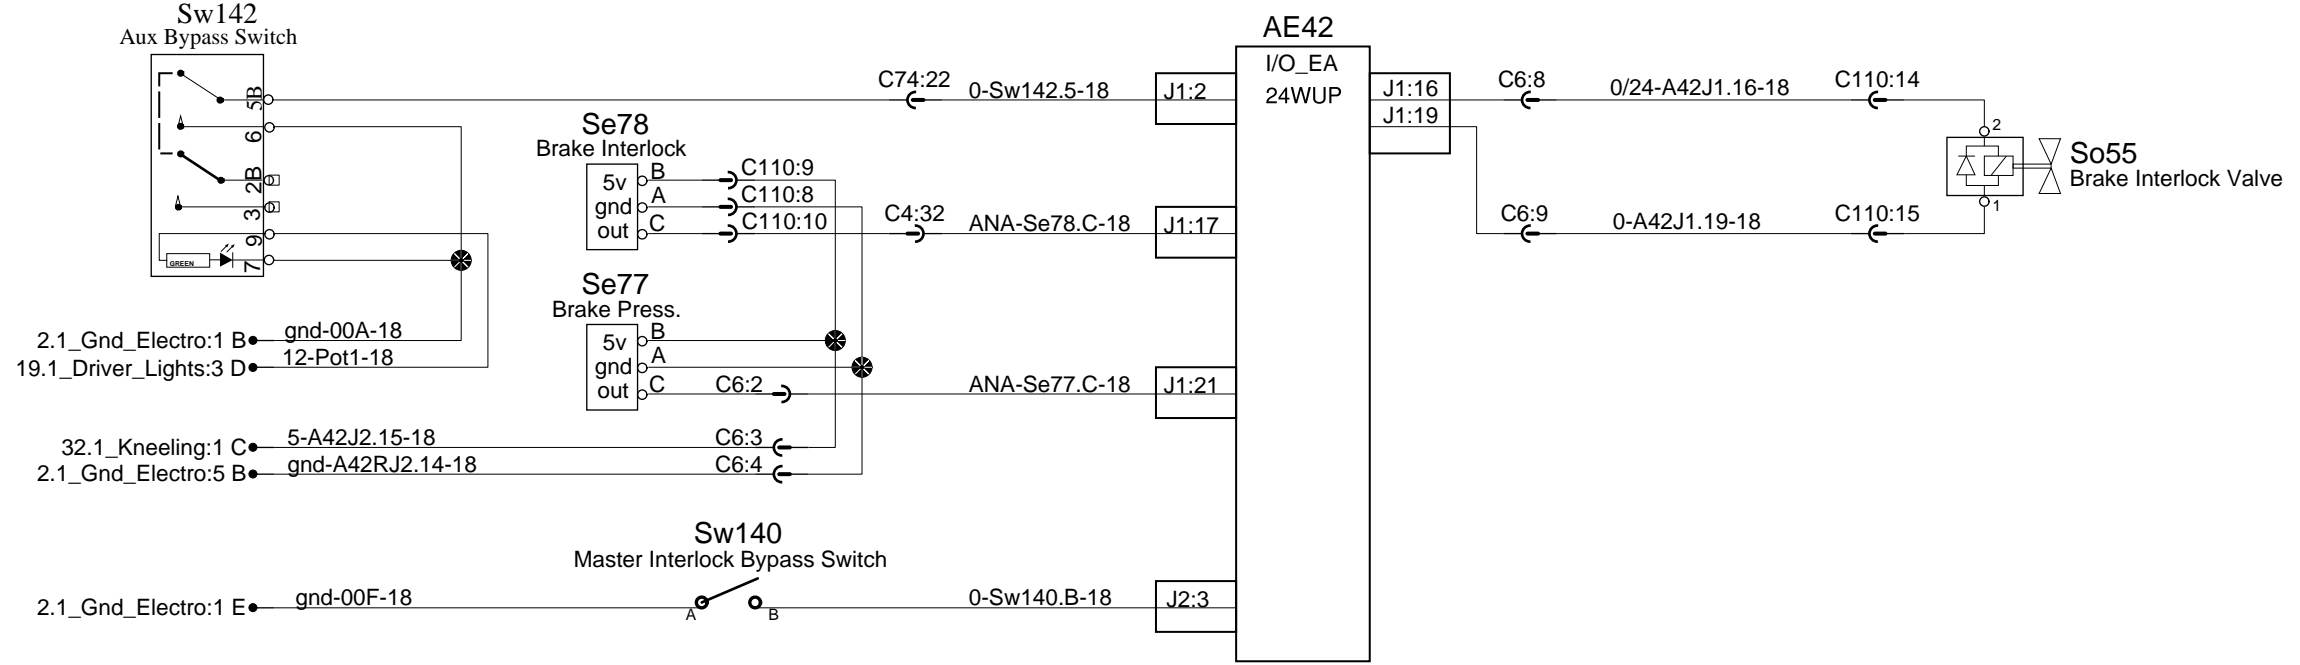 Sw142
Aux Bypass Switch
5B
6
2B
3
9
7
GREEN
C74:22
0-Sw142.5-18
J1:2
AE42
I/O_EA
24WUP
J1:16
J1:19
C6:8
0/24-A42J1.16-18
C110:14
2
So55
Brake Interlock Valve
1
C6:9
0-A42J1.19-18
C110:15
Se78
Brake Interlock
5v
gnd
out
B
A
C
C110:9
C110:8
C110:10
C4:32
ANA-Se78.C-18
J1:17
Se77
Brake Press.
5v
gnd
out
B
A
C
C6:2
ANA-Se77.C-18
J1:21
2.1_Gnd_Electro:1 B
gnd-00A-18
19.1_Driver_Lights:3 D
12-Pot1-18
32.1_Kneeling:1 C
5-A42J2.15-18
C6:3
2.1_Gnd_Electro:5 B
gnd-A42RJ2.14-18
C6:4
Sw140
Master Interlock Bypass Switch
2.1_Gnd_Electro:1 E
gnd-00F-18
A
B
0-Sw140.B-18
J2:3